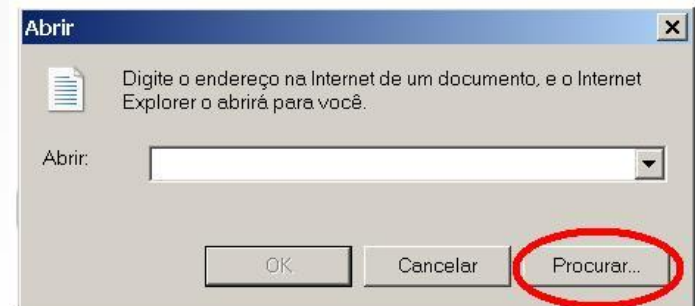 Abrir
Digite o endereço na Internet de um documento, e o Internet
Explorer o abrirá para você.
Abrir:
OK
Cancelar
Procurar...